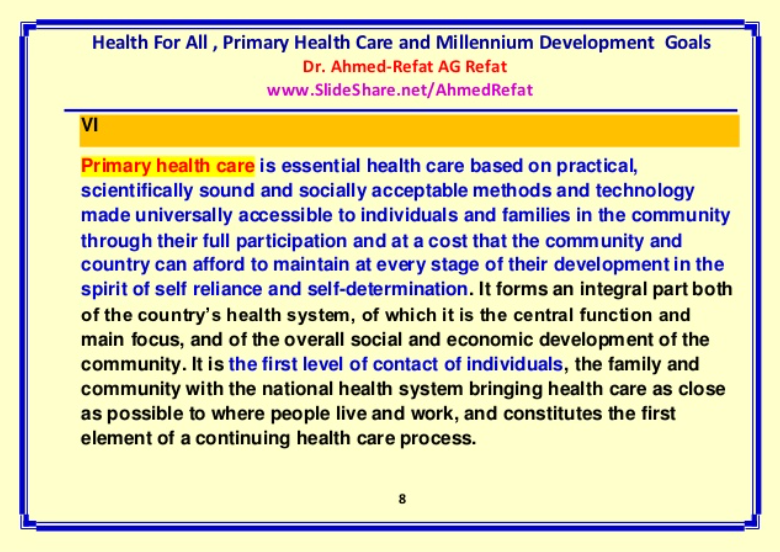 Health For All , Primary Health Care and Millennium Development  Goals
Dr. Ahmed-Refat AG Refat
www.SlideShare.net/AhmedRefat
VI
Primary health care is essential health care based on practical,
scientifically sound and socially acceptable methods and technology
made universally accessible to individuals and families in the community
through their full participation and at a cost that the community and
country can afford to maintain at every stage of their development in the
spirit of self reliance and self-determination. It forms an integral part both
of the country’s health system, of which it is the central function and
main focus, and of the overall social and economic development of the
community. It is the first level of contact of individuals, the family and
community with the national health system bringing health care as close
as possible to where people live and work, and constitutes the first
element of a continuing health care process.
8